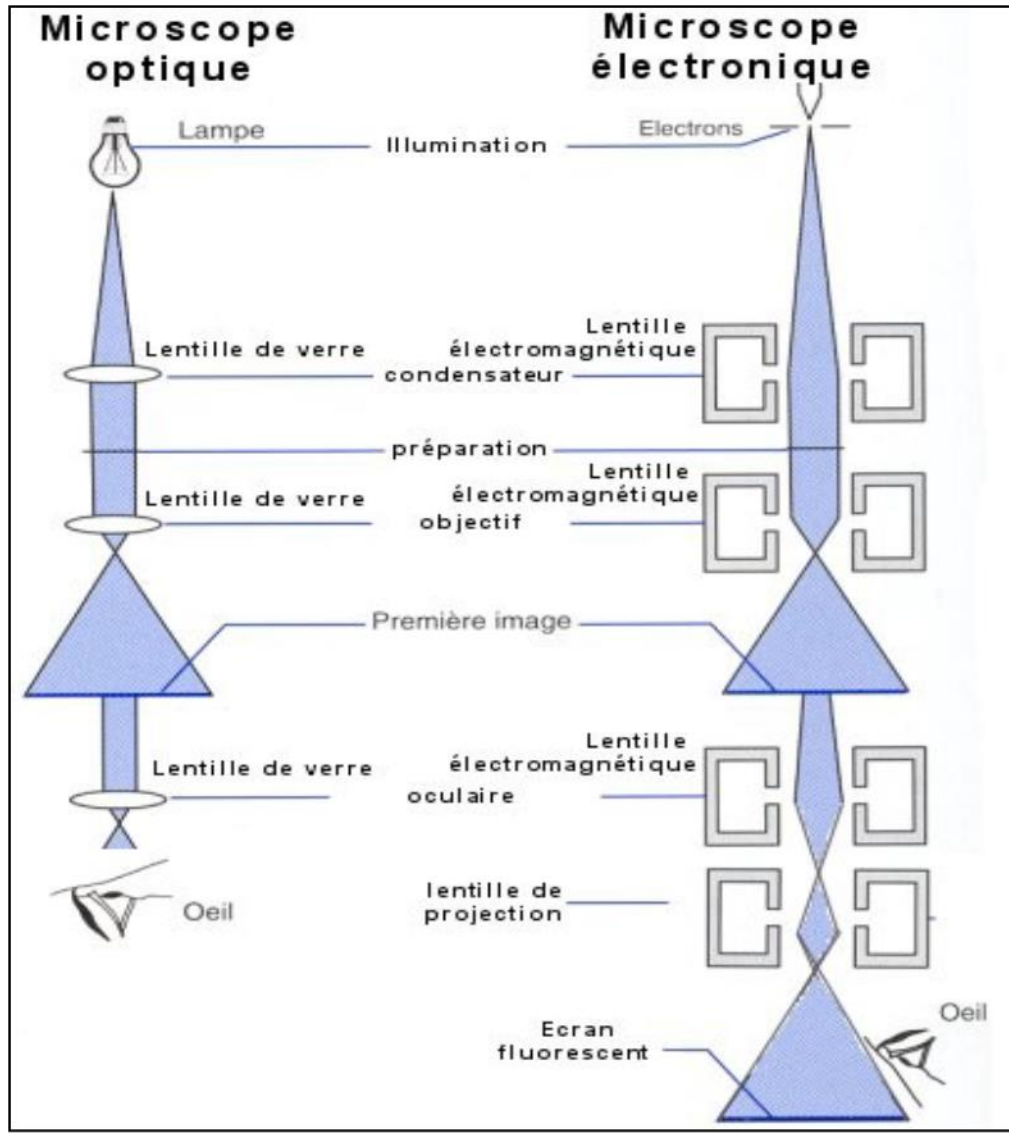 Microscope
optique
Microscope
électronique
Lampe
Electrons
Illumination
Lentille de verre
Lentille
électromagnétique
condensateur
préparation
Lentille de verre
Lentille
électromagnétique
objectif
Première image
Lentille de verre
Lentille
électromagnétique
oculaire
Oeil
lentille de
projection
Oeil
Ecran
fluorescent